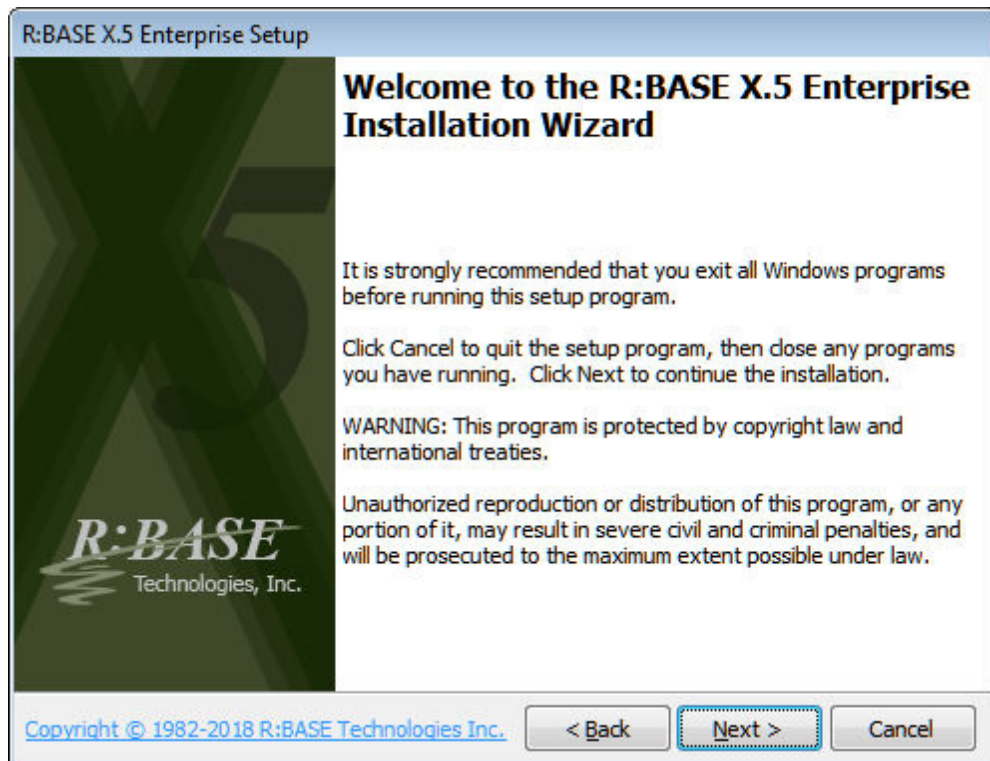 R:BASE X.5 Enterprise Setup
Welcome to the R:BASE X.5 Enterprise
Installation Wizard
It is strongly recommended that you exit all Windows programs
before running this setup program.
Click Cancel to quit the setup program, then close any programs
you have running.  Click Next to continue the installation.
WARNING: This program is protected by copyright law and
international treaties.
Unauthorized reproduction or distribution of this program, or any
portion of it, may result in severe civil and criminal penalties, and
will be prosecuted to the maximum extent possible under law.
X
5
R:BASE
Technologies, Inc.
Copyright © 1982-2018 R:BASE Technologies Inc.
< Back
Next >
Cancel